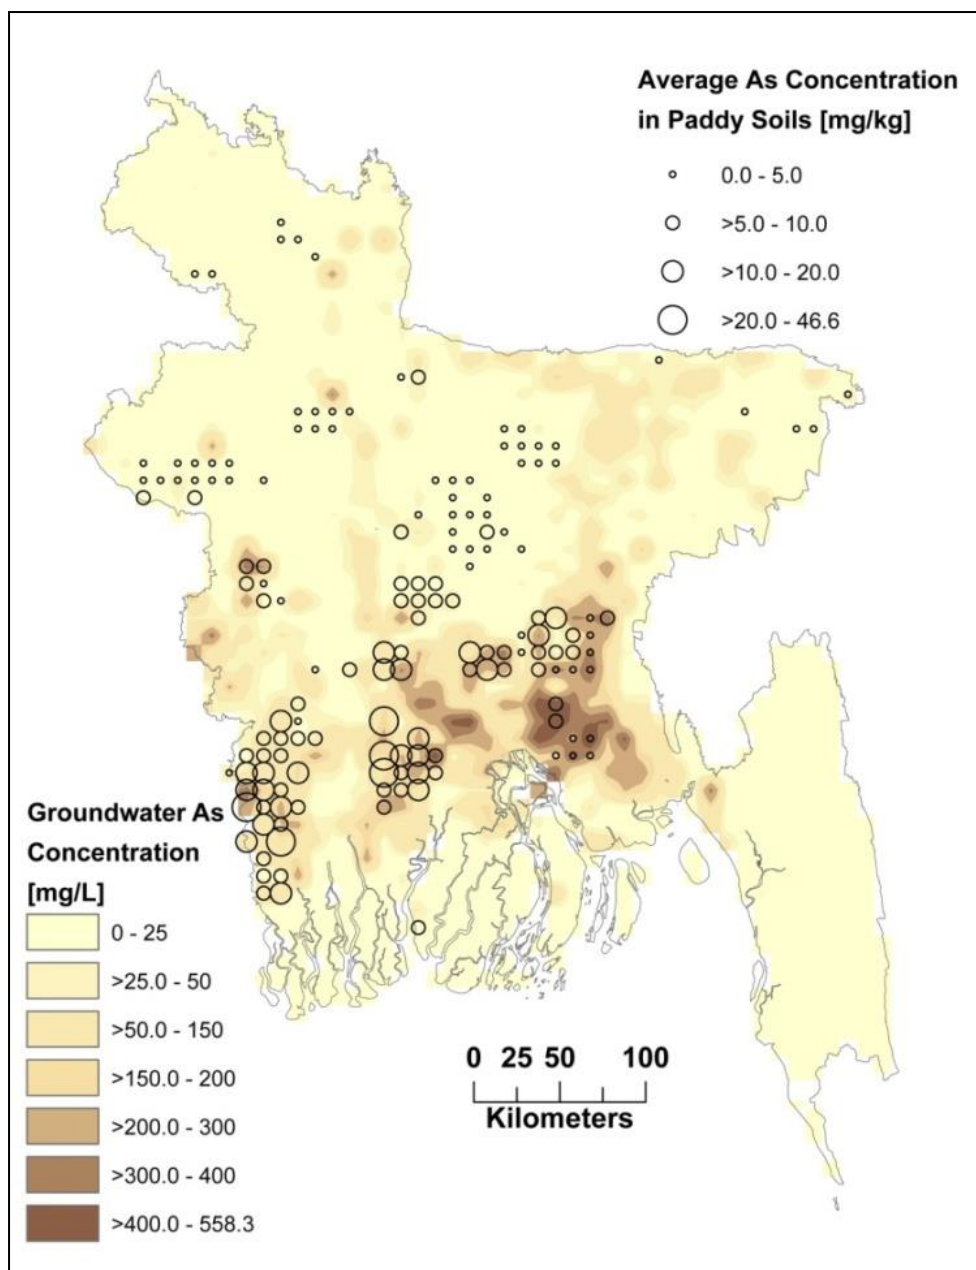 Average As Concentration
in Paddy Soils [mg/kg]
0.0 - 5.0
>5.0 - 10.0
>10.0 - 20.0
>20.0 - 46.6
Groundwater As
Concentration
[mg/L]
0 - 25
>25.0 - 50
>50.0 - 150
>150.0 - 200
>200.0 - 300
>300.0 - 400
>400.0 - 558.3
0 25 50 100
Kilometers